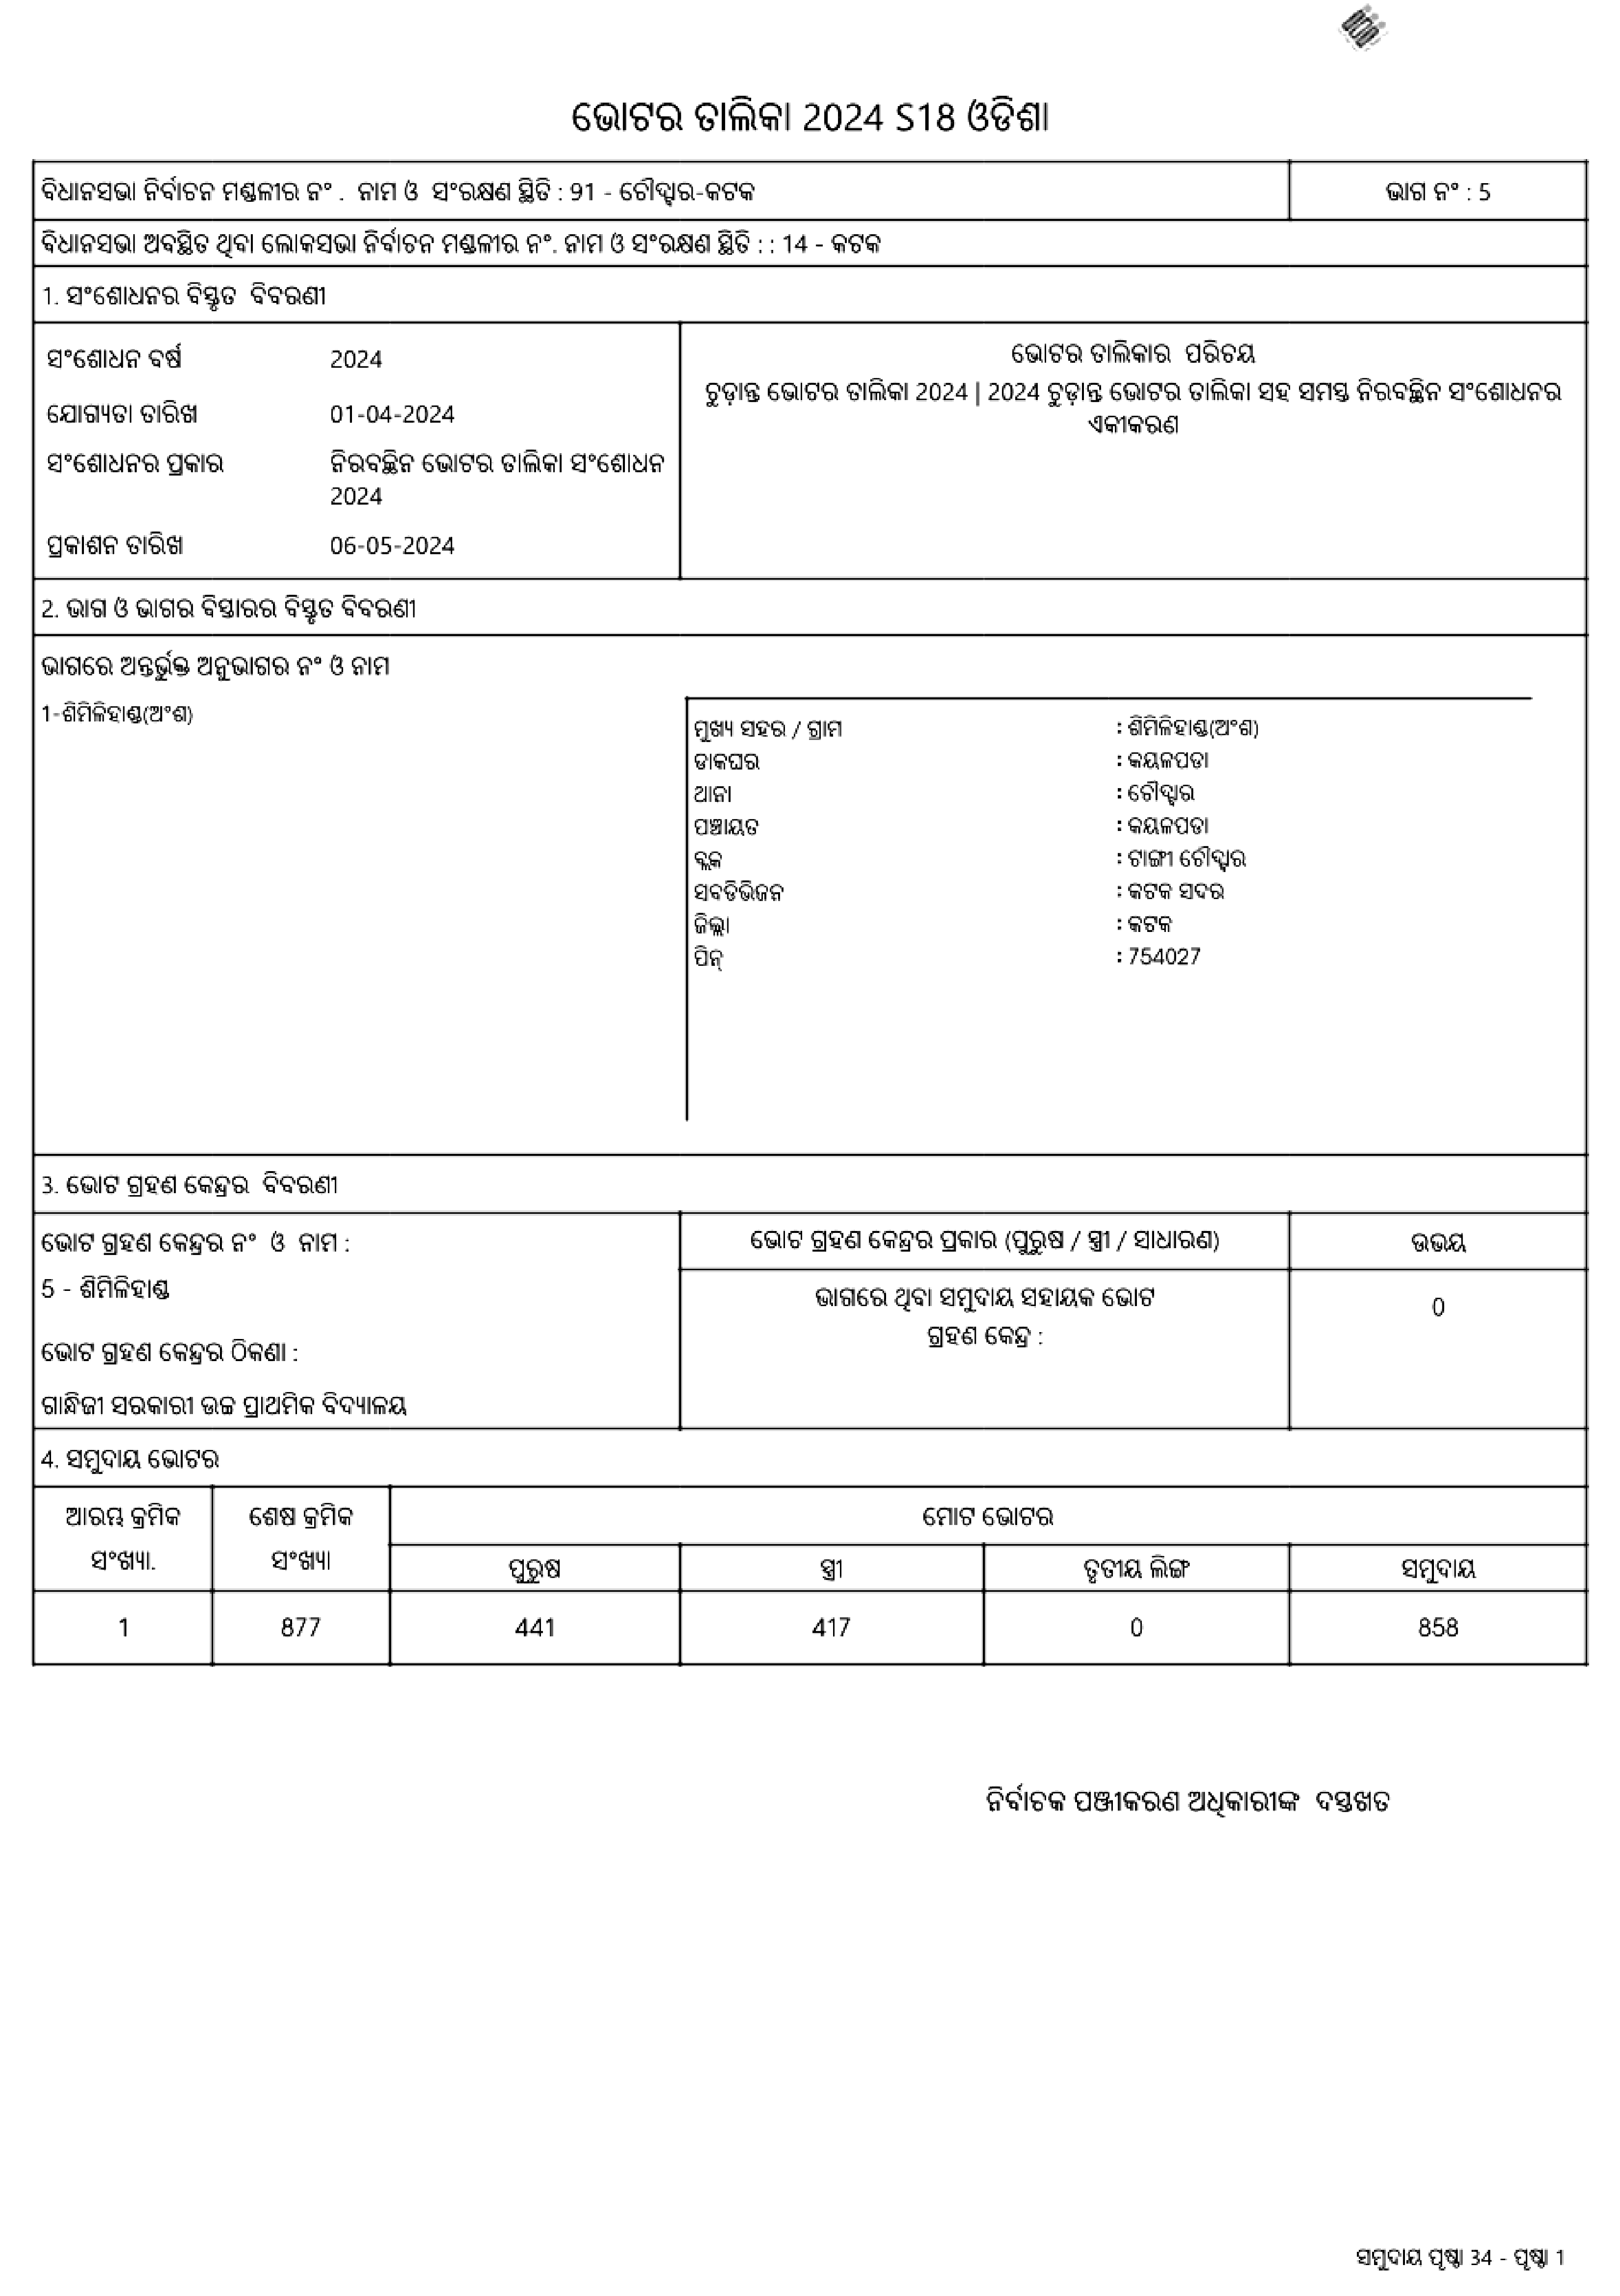 ଭୋଟର ତାଲିକା 2024 S18 ଓଡିଶା
ବିଧାନସଭା ନିର୍ବାଚନ ମଣ୍ଡଳୀର ନଂ . ନାମ ଓ ସଂରକ୍ଷଣ ସ୍ଥିତି : 91 - ଚୌଦ୍ବାର-କଟକ
ଭାଗ ନଂ : 5
ବିଧାନସଭା ଅବସ୍ଥିତ ଥିବା ଲୋକସଭା ନିର୍ବାଚନ ମଣ୍ଡଳୀର ନଂ. ନାମ ଓ ସଂରକ୍ଷଣ ସ୍ଥିତି : : 14 - କଟକ
1. ସଂଶୋଧନର ବିସ୍ତୃତ ବିବରଣୀ
ସଂଶୋଧନ ବର୍ଷ 2024
ଯୋଗ୍ୟତା ତାରିଖ 01-04-2024
ସଂଶୋଧନର ପ୍ରକାର ନିରବଚ୍ଛିନ ଭୋଟର ତାଲିକା ସଂଶୋଧନ
2024
ପ୍ରକାଶନ ତାରିଖ 06-05-2024
ଭୋଟର ତାଲିକାର ପରିଚୟ
ଚୁଡ଼ାନ୍ତ ଭୋଟର ତାଲିକା 2024 | 2024 ଚୁଡ଼ାନ୍ତ ଭୋଟର ତାଲିକା ସହ ସମସ୍ତ ନିରବଚ୍ଛିନ ସଂଶୋଧନର
ଏକୀକରଣ
2. ଭାଗ ଓ ଭାଗର ବିସ୍ତାରର ବିସ୍ତୃତ ବିବରଣୀ
ଭାଗରେ ଅନ୍ତର୍ଭୁକ୍ତ ଅନୁଭାଗର ନଂ ଓ ନାମ
1-ଶିମିଳିହାଣ୍ଡ(ଅଂଶ)
ମୁଖ୍ୟ ସହର / ଗ୍ରାମ : ଶିମିଳିହାଣ୍ଡ(ଅଂଶ)
ଡାକଘର : କୟଳପଡା
ଥାନା : ଚୌଦ୍ବାର
ପଞ୍ଚାୟତ : କୟଳପଡା
ବ୍ଲକ : ଟାଙ୍ଗୀ ଚୌଦ୍ବାର
ସବଡିଭିଜନ : କଟକ ସଦର
ଜିଲ୍ଲା : କଟକ
ପିନ୍ : 754027
3. ଭୋଟ ଗ୍ରହଣ କେନ୍ଦ୍ରର ବିବରଣୀ
ଭୋଟ ଗ୍ରହଣ କେନ୍ଦ୍ରର ନଂ ଓ ନାମ :
5 - ଶିମିଳିହାଣ୍ଡ
ଭୋଟ ଗ୍ରହଣ କେନ୍ଦ୍ରର ଠିକଣା :
ଗାନ୍ଧିଜୀ ସରକାରୀ ଉଚ୍ଚ ପ୍ରାଥମିକ ବିଦ୍ୟାଳୟ
ଭୋଟ ଗ୍ରହଣ କେନ୍ଦ୍ରର ପ୍ରକାର (ପୁରୁଷ / ସ୍ତ୍ରୀ / ସାଧାରଣ) ଉଭୟ
ଭାଗରେ ଥିବା ସମୁଦାୟ ସହାୟକ ଭୋଟ 0
ଗ୍ରହଣ କେନ୍ଦ୍ର :
4. ସମୁଦାୟ ଭୋଟର
ଆରମ୍ଭ କ୍ରମିକ ଶେଷ କ୍ରମିକ ମୋଟ ଭୋଟର
ସଂଖ୍ୟା. ସଂଖ୍ୟା ପୁରୁଷ ସ୍ତ୍ରୀ ତୃତୀୟ ଲିଙ୍ଗ ସମୁଦାୟ
1 877 441 417 0 858
ନିର୍ବାଚକ ପଞ୍ଜୀକରଣ ଅଧିକାରୀଙ୍କ ଦସ୍ତଖତ
ସମୁଦାୟ ପୃଷ୍ଠା 34 - ପୃଷ୍ଠା 1